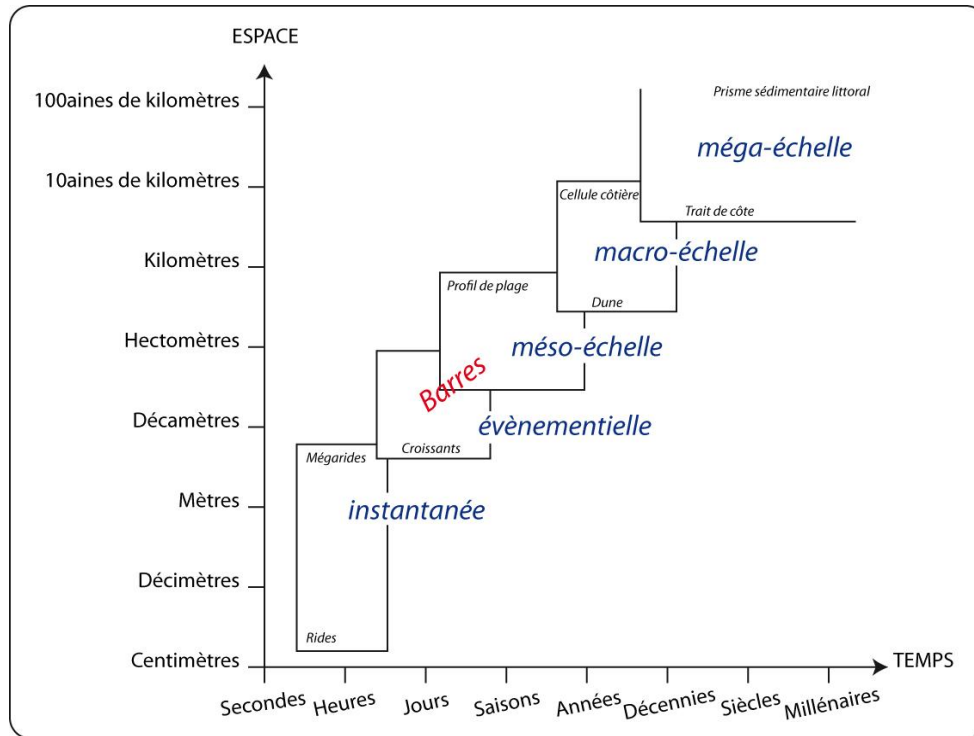 ESPACE
100aines de kilomètres
Prisme sédimentaire littoral
méga-échelle
10aines de kilomètres
Cellule côtière
Trait de côte
Kilomètres
macro-échelle
Profil de plage
Dune
Hectomètres
méso-échelle
Barres
Décamètres
évènementielle
Croissants
Mégarides
Mètres
instantanée
Décimètres
Rides
Centimètres
TEMPS
Secondes Heures Jours Saisons Années Décennies Siècles Millénaires